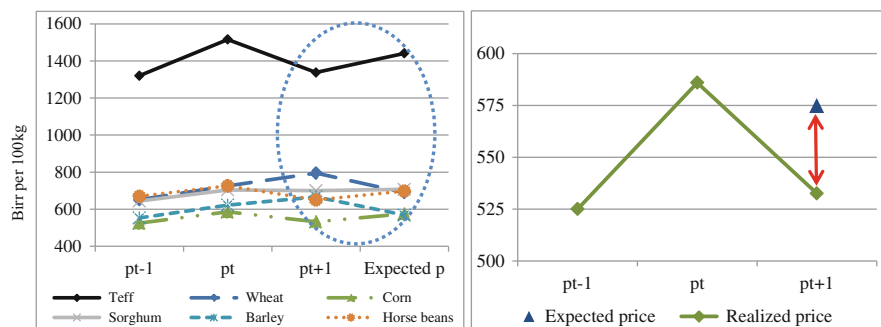 Birr per 100kg
1600
1400
1200
1000
800
600
400
pt-1 pt pt+1 Expected p
Teff Wheat Corn
Sorghum Barley Horse beans
600
575
550
525
500
pt-1 pt pt+1
Expected price Realized price